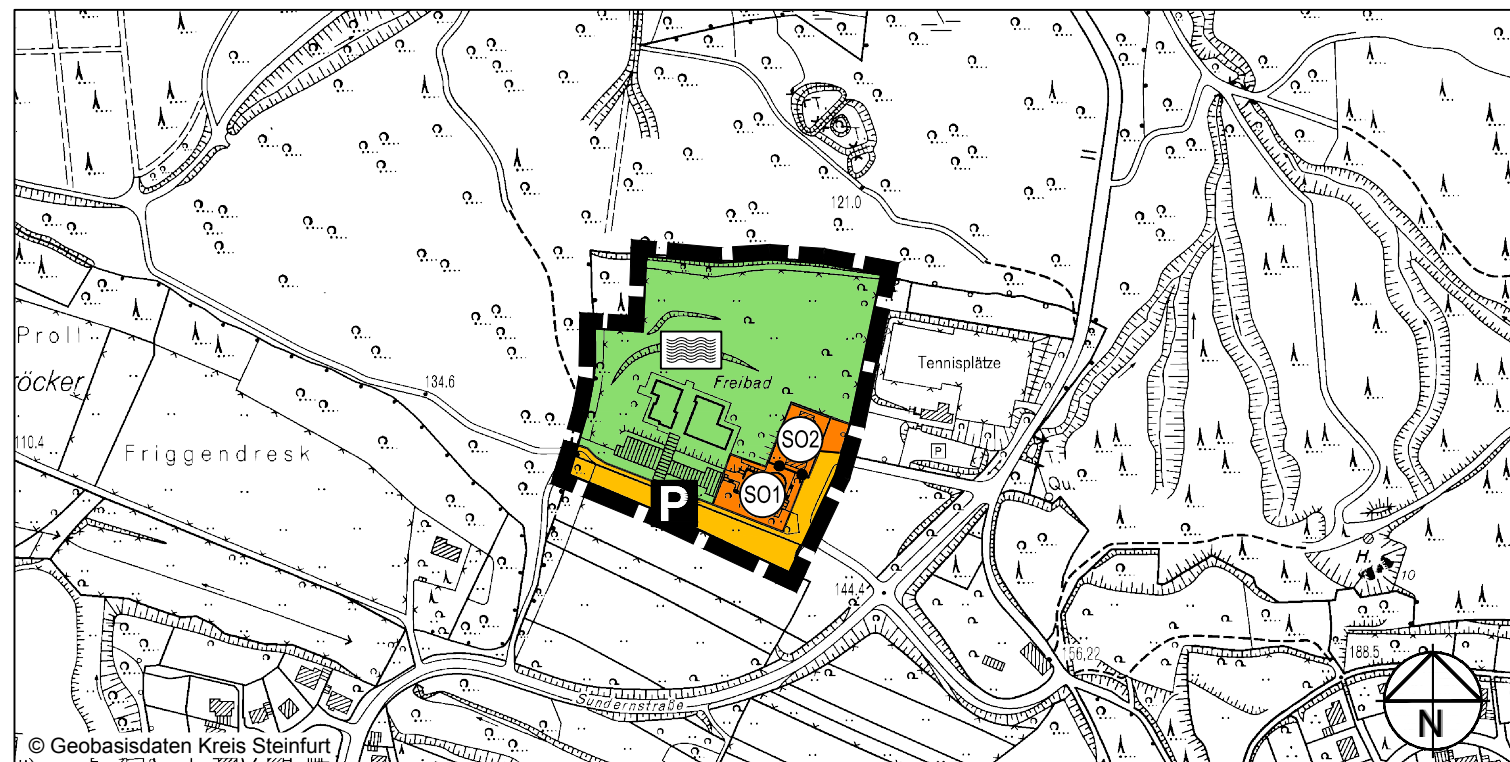 121.0
Proll
öcker
134.6
Tennisplätze
Freibad
110.4
Friggendresk
SO2
P
SO1
P
Qu.
H.
10
144.4
156,22
188.5
Sundernstraße
N
© Geobasisdaten Kreis Steinfurt